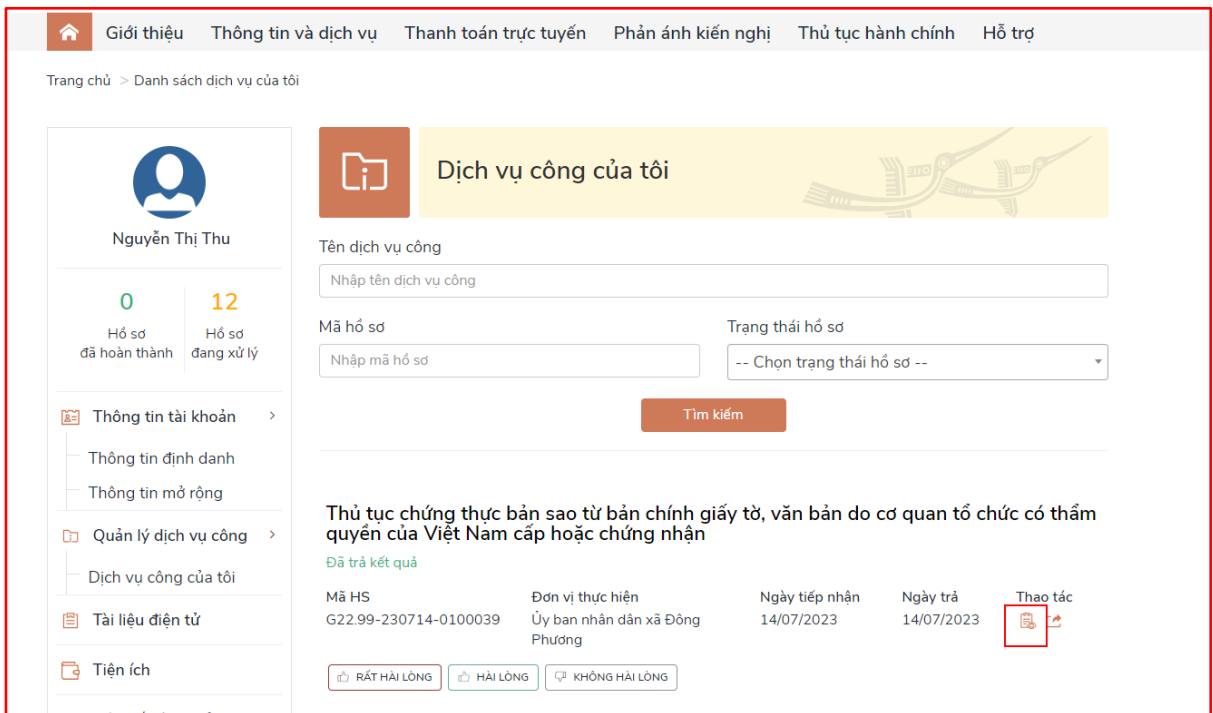 Giới thiệu Thông tin và dịch vụ Thanh toán trực tuyến Phản ánh kiến nghị Thủ tục hành chính Hỗ trợ
Trang chủ > Danh sách dịch vụ của tôi
Nguyễn Thị Thu
0 12
Hồ sơ Hồ sơ
đã hoàn thành đang xử lý
Thông tin tài khoản >
Thông tin định danh
Thông tin mở rộng
Quản lý dịch vụ công >
Dịch vụ công của tôi
Tài liệu điện tử
Tiện ích
Dịch vụ công của tôi
Tên dịch vụ công
Nhập tên dịch vụ công
Mã hồ sơ Trạng thái hồ sơ
Nhập mã hồ sơ -- Chọn trạng thái hồ sơ --
Tìm kiếm
Thủ tục chứng thực bản sao từ bản chính giấy tờ, văn bản do cơ quan tổ chức có thẩm
quyền của Việt Nam cấp hoặc chứng nhận
Đã trả kết quả
Mã HS Đơn vị thực hiện Ngày tiếp nhận Ngày trả Thao tác
G22.99-230714-0100039 Ủy ban nhân dân xã Đông 14/07/2023 14/07/2023
Phương
RẤT HÀI LÒNG HÀI LÒNG KHÔNG HÀI LÒNG